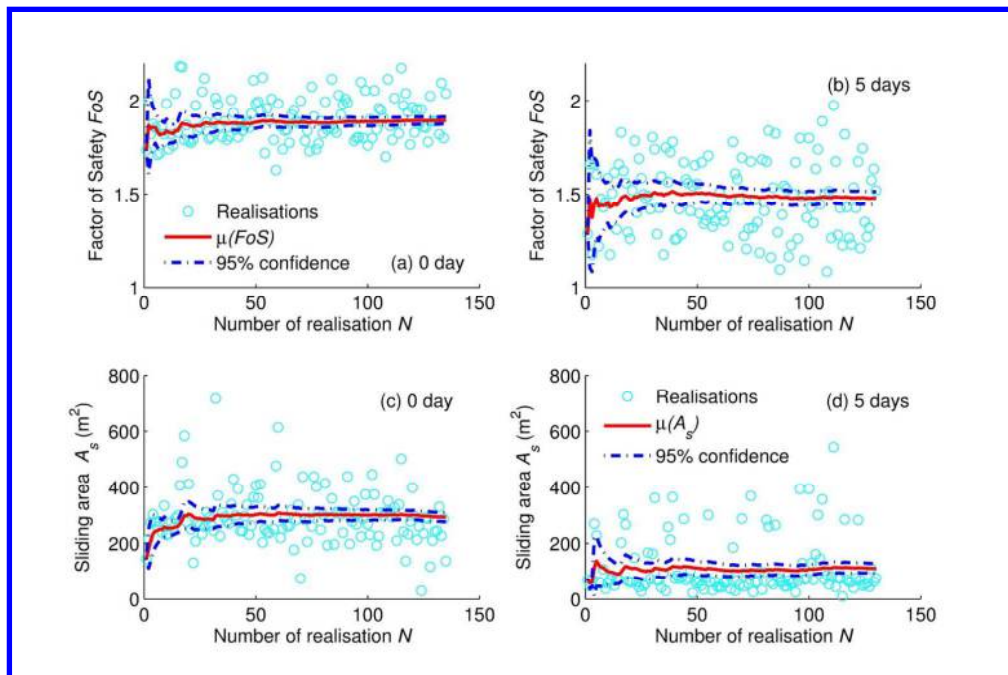 Factor of Safety FoS
2
1.5
1
Realisations
μ(FoS)
95% confidence
(a) 0 day
0 50 100 150
Number of realisation N
Factor of Safety FoS
2
1.5
1
(b) 5 days
0 50 100 150
Number of realisation N
Sliding area A_s (m²)
800
600
400
200
0
(c) 0 day
0 50 100 150
Number of realisation N
Sliding area A_s (m²)
800
600
400
200
0
Realisations
μ(A_s)
95% confidence
(d) 5 days
0 50 100 150
Number of realisation N